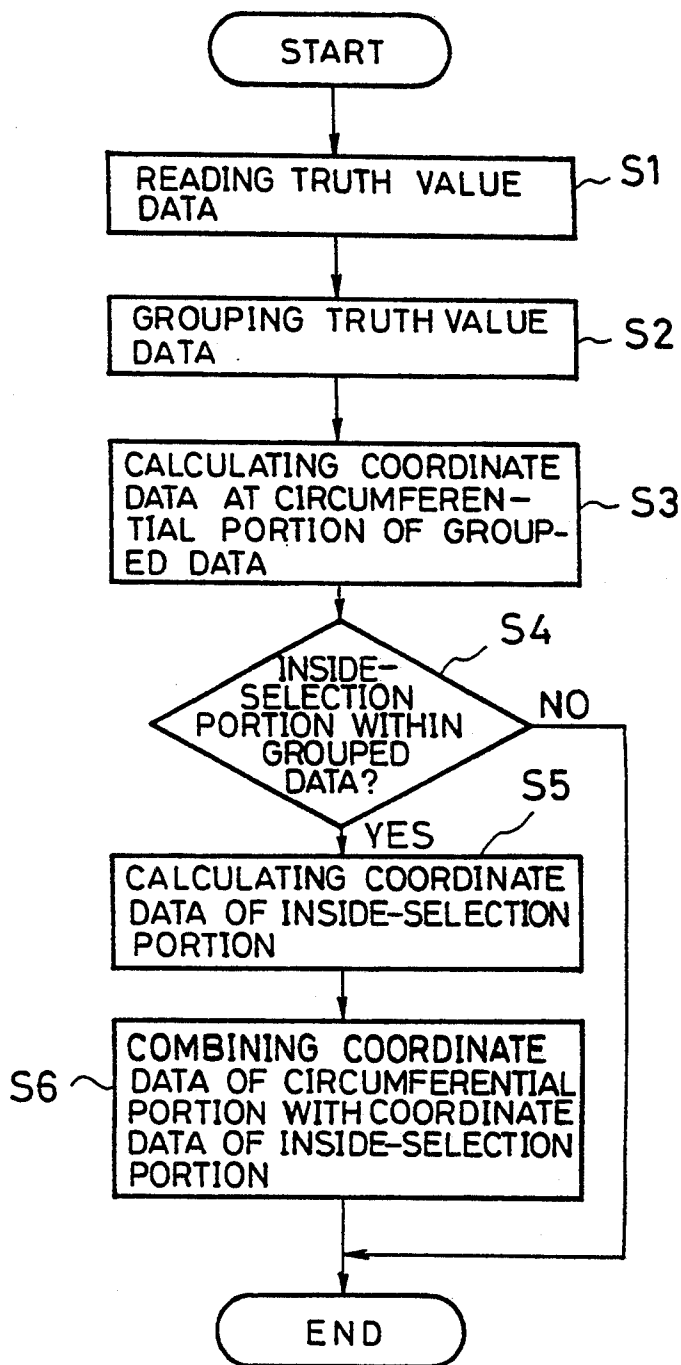 START
READING TRUTH VALUE
DATA
S1
GROUPING TRUTH VALUE
DATA
S2
CALCULATING COORDINATE
DATA AT CIRCUMFEREN-
TIAL PORTION OF GROUP-
ED DATA
S3
S4
INSIDE-
SELECTION
PORTION WITHIN
GROUPED
DATA?
NO
YES
S5
CALCULATING COORDINATE
DATA OF INSIDE-SELECTION
PORTION
S6
COMBINING COORDINATE
DATA OF CIRCUMFERENTIAL
PORTION WITH COORDINATE
DATA OF INSIDE-SELECTION
PORTION
END